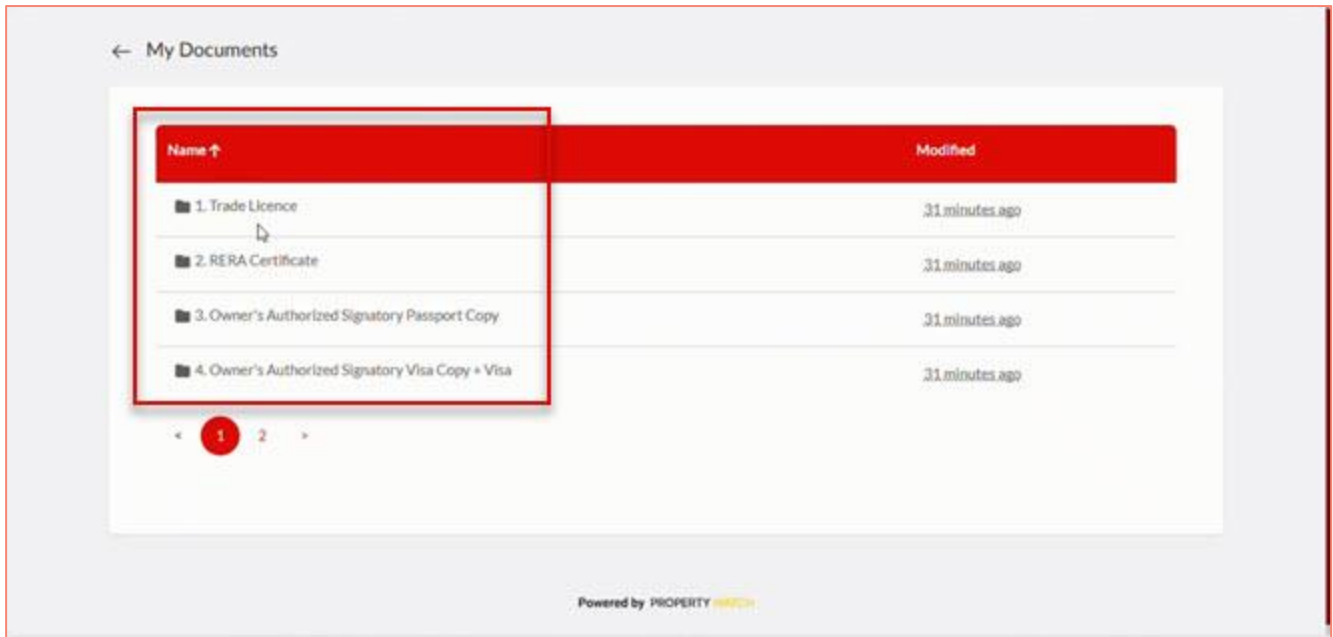 ← My Documents
Name ↑ Modified
1. Trade Licence 31 minutes ago
2. RERA Certificate 31 minutes ago
3. Owner's Authorized Signatory Passport Copy 31 minutes ago
4. Owner's Authorized Signatory Visa Copy + Visa 31 minutes ago
< 1 2 >
Powered by PROPERTY WATCH